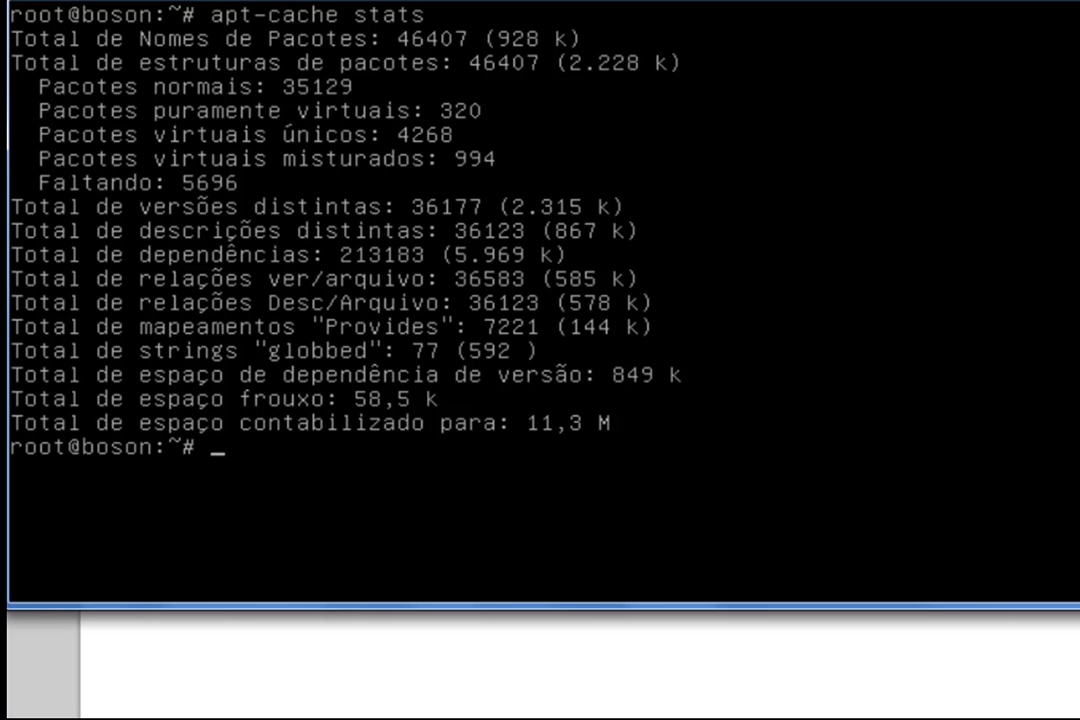 root@boson:~# apt-cache stats
Total de Nomes de Pacotes: 46407 (928 k)
Total de estruturas de pacotes: 46407 (2.228 k)
  Pacotes normais: 35129
  Pacotes puramente virtuais: 320
  Pacotes virtuais únicos: 4268
  Pacotes virtuais misturados: 994
  Faltando: 5696
Total de versões distintas: 36177 (2.315 k)
Total de descrições distintas: 36123 (867 k)
Total de dependências: 213183 (5.969 k)
Total de relações ver/arquivo: 36583 (585 k)
Total de relações Desc/Arquivo: 36123 (578 k)
Total de mapeamentos "Provides": 7221 (144 k)
Total de strings "globbed": 77 (592 )
Total de espaço de dependência de versão: 849 k
Total de espaço frouxo: 58,5 k
Total de espaço contabilizado para: 11,3 M
root@boson:~# _